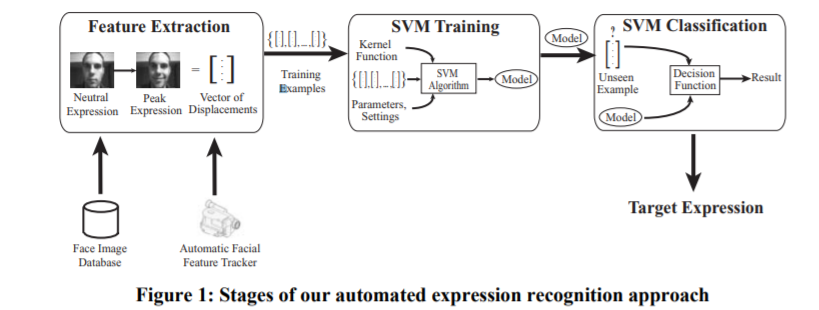 Feature Extraction
Neutral
Expression
Peak
Expression
=
[⋮]
Vector of
Displacements
Face Image
Database
Automatic Facial
Feature Tracker
{[],[],...[]}
Training
Examples
SVM Training
Kernel
Function
{[],[],...[]}
Parameters,
Settings
SVM
Algorithm
Model
Model
SVM Classification
?
[⋮]
Unseen
Example
Model
Decision
Function
Result
Target Expression
Figure 1: Stages of our automated expression recognition approach